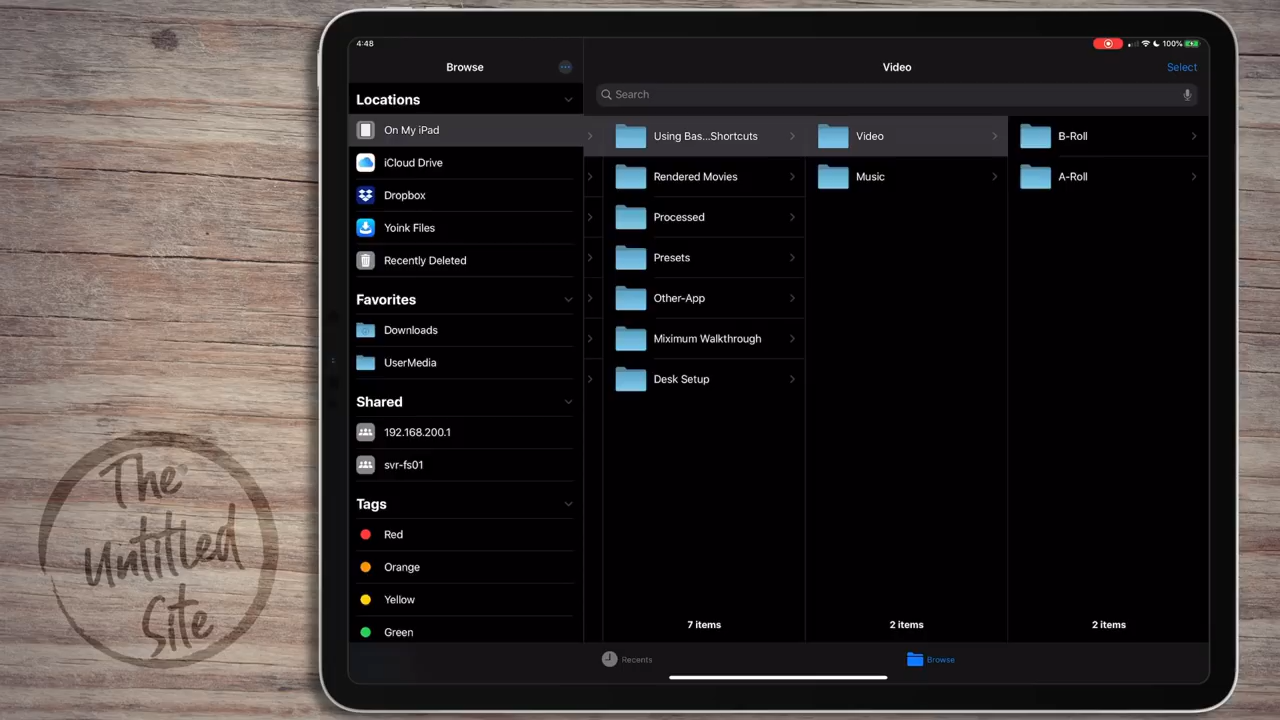 4:48
100%
Browse
Video
Select
Search
Locations
On My iPad
iCloud Drive
Dropbox
Yoink Files
Recently Deleted
Favorites
Downloads
UserMedia
Shared
192.168.200.1
svr-fs01
Tags
Red
Orange
Yellow
Green
Using Bas...Shortcuts
Rendered Movies
Processed
Presets
Other-App
Miximum Walkthrough
Desk Setup
7 items
Video
Music
2 items
B-Roll
A-Roll
2 items
Recents
Browse
The
Untitled
Site